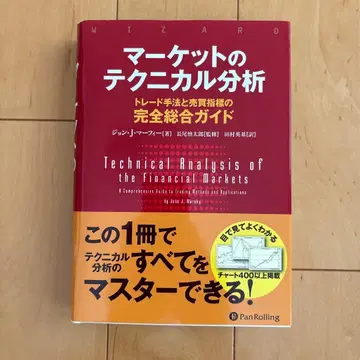 WIZARD
マーケットの
テクニカル分析
トレード手法と売買指標の
完全総合ガイド
ジョン・J・マーフィー[著] 長尾慎太郎[監修] 田村英基[訳]
Technical Analysis of
the Financial Markets
A Comprehensive Guide to Trading Methods and Applications
by John J. Murphy
この1冊で
テクニカル
分析の
すべてを
マスターできる!
目で見てよくわかる
チャート400以上掲載
PanRolling